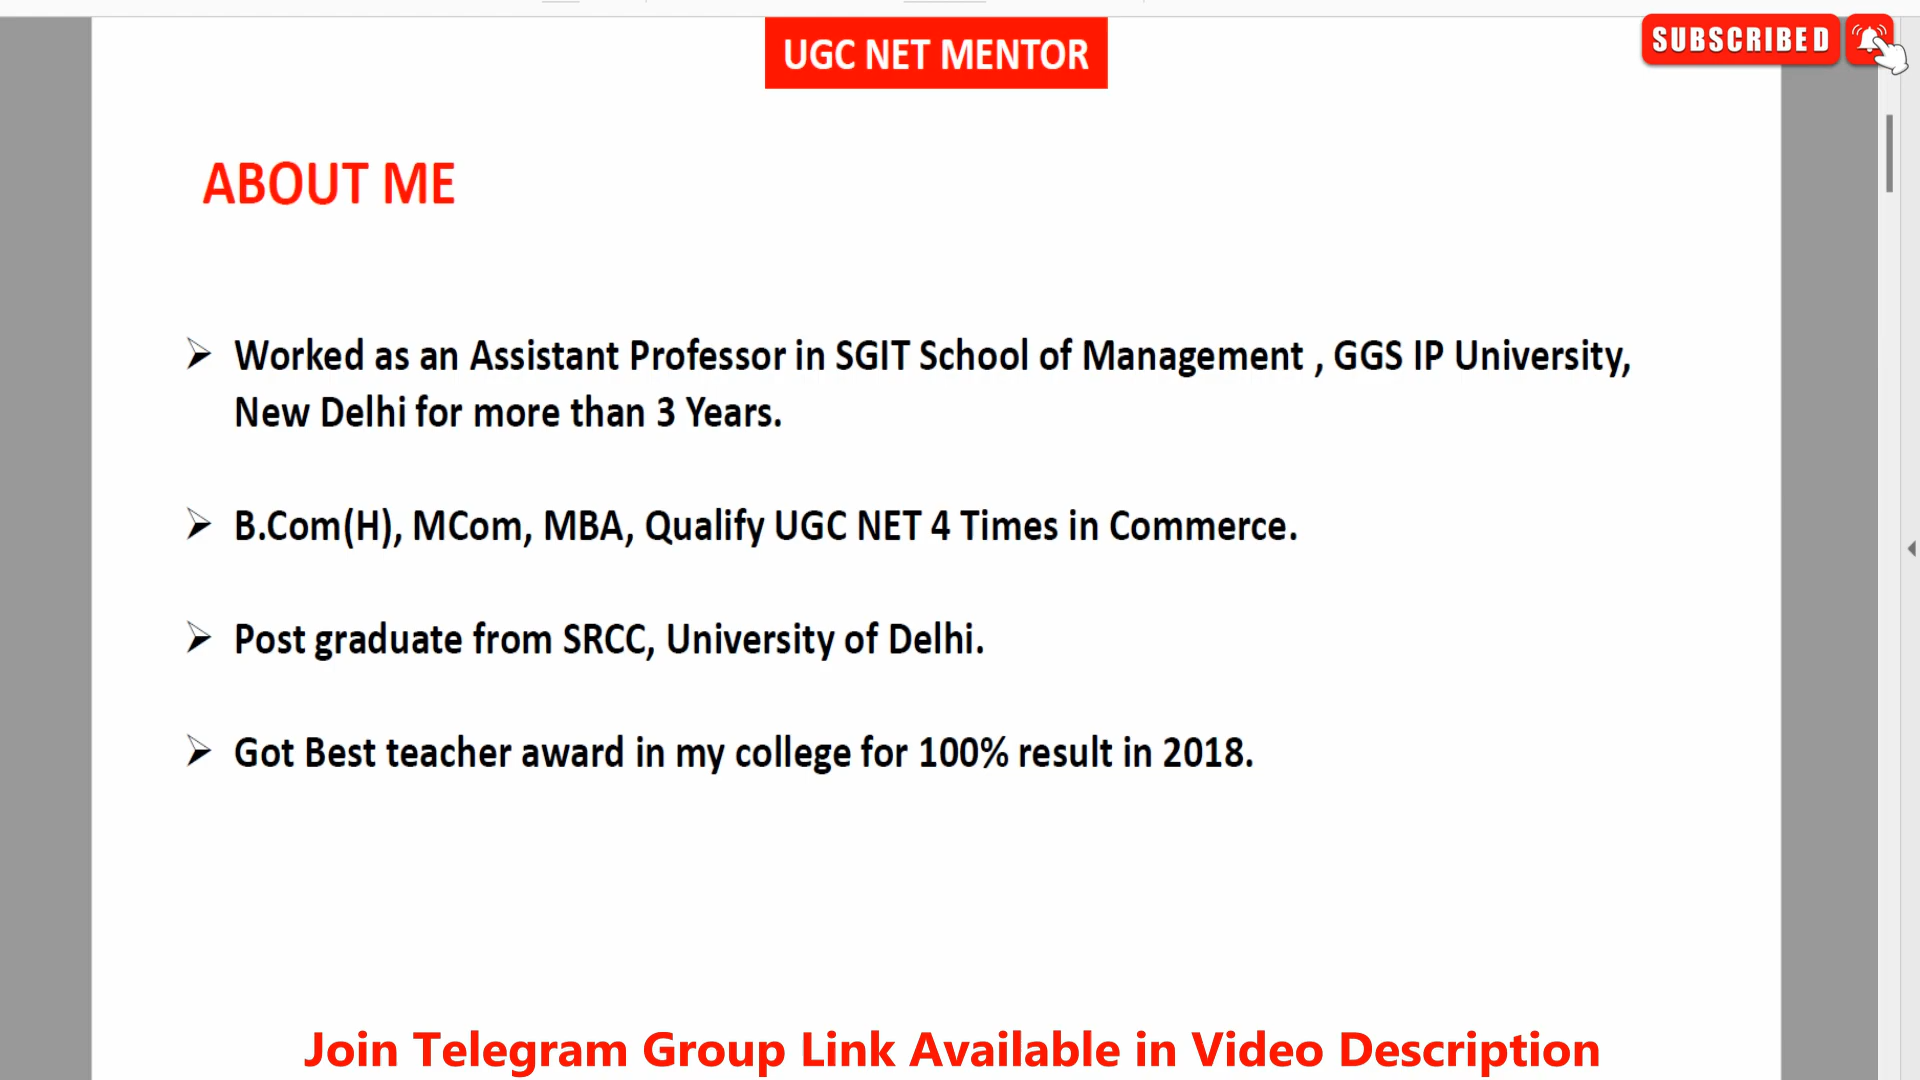 UGC NET MENTOR
SUBSCRIBED
ABOUT ME
➢ Worked as an Assistant Professor in SGIT School of Management , GGS IP University,
New Delhi for more than 3 Years.
➢ B.Com(H), MCom, MBA, Qualify UGC NET 4 Times in Commerce.
➢ Post graduate from SRCC, University of Delhi.
➢ Got Best teacher award in my college for 100% result in 2018.
Join Telegram Group Link Available in Video Description